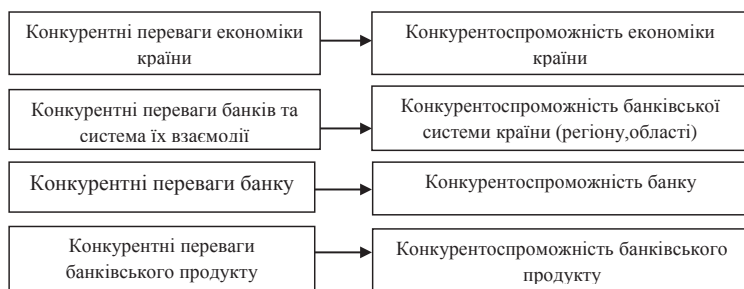 Конкурентні переваги економіки
країни
Конкурентоспроможність економіки
країни
Конкурентні переваги банків та
система їх взаємодії
Конкурентоспроможність банківської
системи країни (регіону,області)
Конкурентні переваги банку
Конкурентоспроможність банку
Конкурентні переваги
банківського продукту
Конкурентоспроможність банківського
продукту